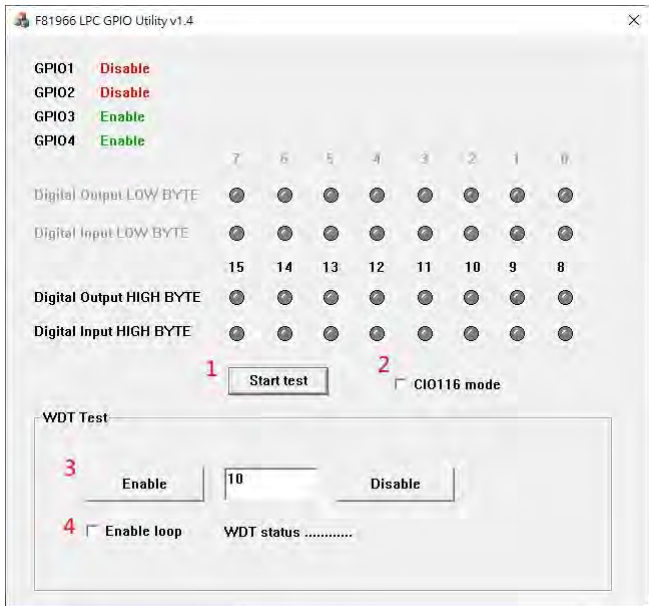 F81966 LPC GPIO Utility v1.4
GPIO1 Disable
GPIO2 Disable
GPIO3 Enable
GPIO4 Enable
7 6 5 4 3 2 1 0
Digital Output LOW BYTE
Digital Input LOW BYTE
15 14 13 12 11 10 9 8
Digital Output HIGH BYTE
Digital Input HIGH BYTE
1 Start test 2 CIO116 mode
WDT Test
3 Enable 10 Disable
4 Enable loop WDT status ............